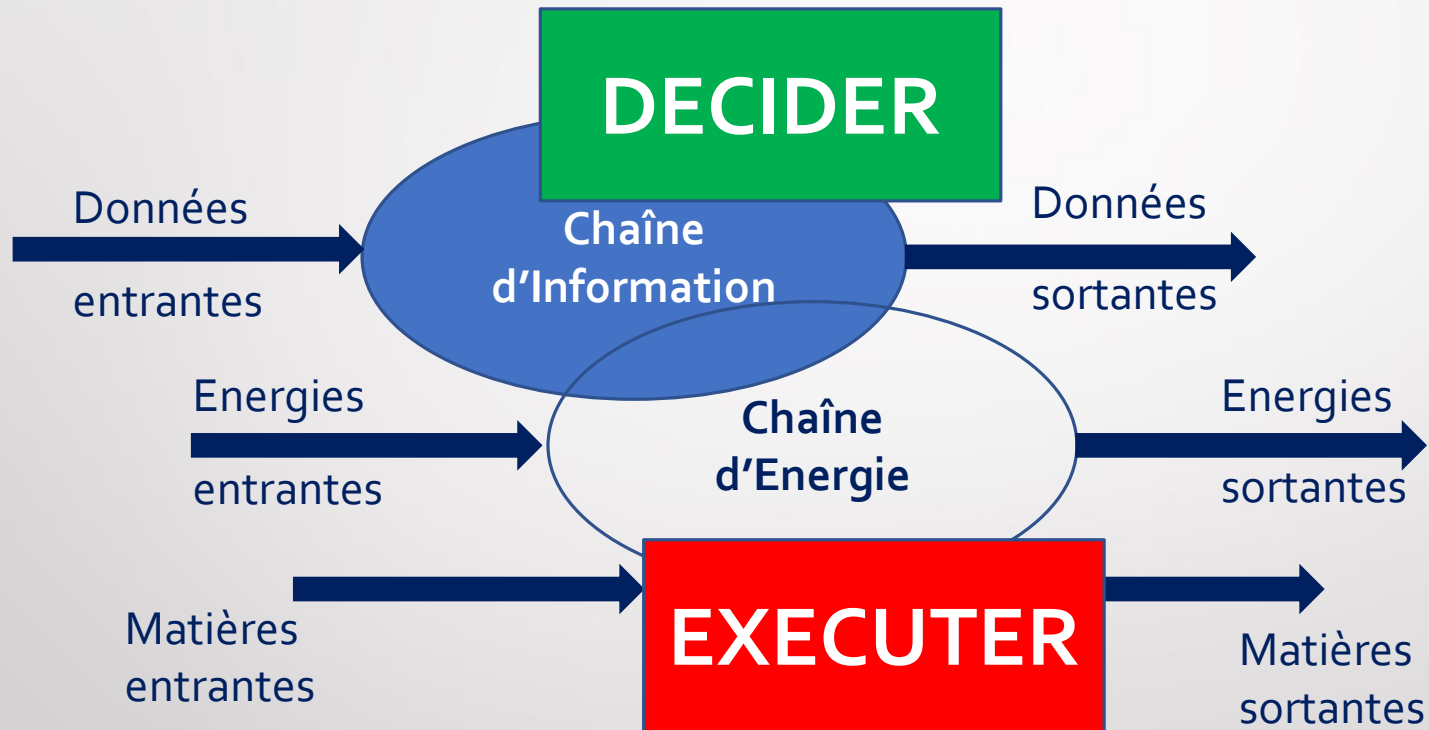 DECIDER
Données
entrantes
Chaîne
d'Information
Données
sortantes
Energies
entrantes
Chaîne
d'Energie
Energies
sortantes
Matières
entrantes
EXECUTER
Matières
sortantes